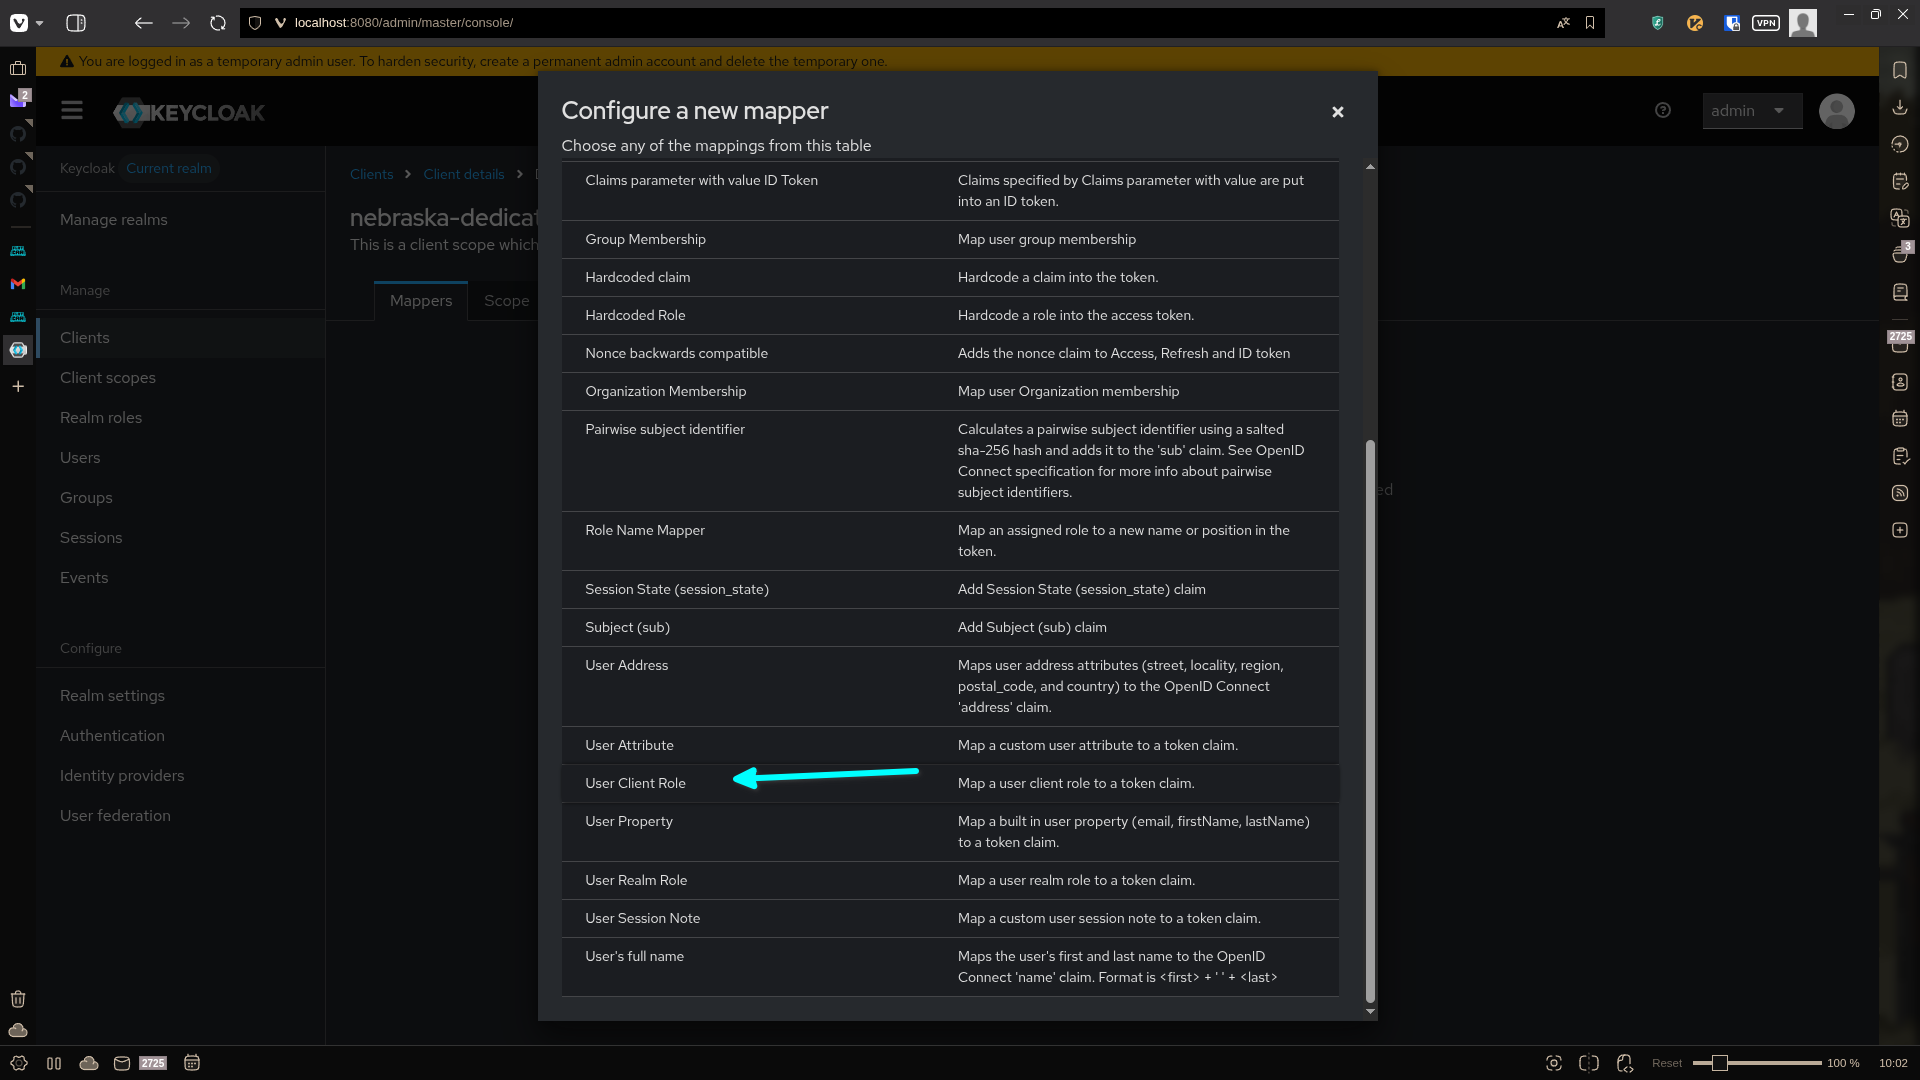 localhost:8080/admin/master/console/
VPN
You are logged in as a temporary admin user. To harden security, create a permanent admin account and delete the temporary one.
2
KEYCLOAK
admin
Keycloak Current realm
Manage realms
Manage
Clients
Client scopes
Realm roles
Users
Groups
Sessions
Events
Configure
Realm settings
Authentication
Identity providers
User federation
Clients
Client details
nebraska-dedicat
This is a client scope which
Mappers
Scope
Configure a new mapper
Choose any of the mappings from this table
Claims parameter with value ID Token
Claims specified by Claims parameter with value are put
into an ID token.
Group Membership
Map user group membership
Hardcoded claim
Hardcode a claim into the token.
Hardcoded Role
Hardcode a role into the access token.
Nonce backwards compatible
Adds the nonce claim to Access, Refresh and ID token
Organization Membership
Map user Organization membership
Pairwise subject identifier
Calculates a pairwise subject identifier using a salted
sha-256 hash and adds it to the 'sub' claim. See OpenID
Connect specification for more info about pairwise
subject identifiers.
Role Name Mapper
Map an assigned role to a new name or position in the
token.
Session State (session_state)
Add Session State (session_state) claim
Subject (sub)
Add Subject (sub) claim
User Address
Maps user address attributes (street, locality, region,
postal_code, and country) to the OpenID Connect
'address' claim.
User Attribute
Map a custom user attribute to a token claim.
User Client Role
Map a user client role to a token claim.
User Property
Map a built in user property (email, firstName, lastName)
to a token claim.
User Realm Role
Map a user realm role to a token claim.
User Session Note
Map a custom user session note to a token claim.
User's full name
Maps the user's first and last name to the OpenID
Connect 'name' claim. Format is <first> + ' ' + <last>
ed
3
2725
2725
Reset
100 %
10:02